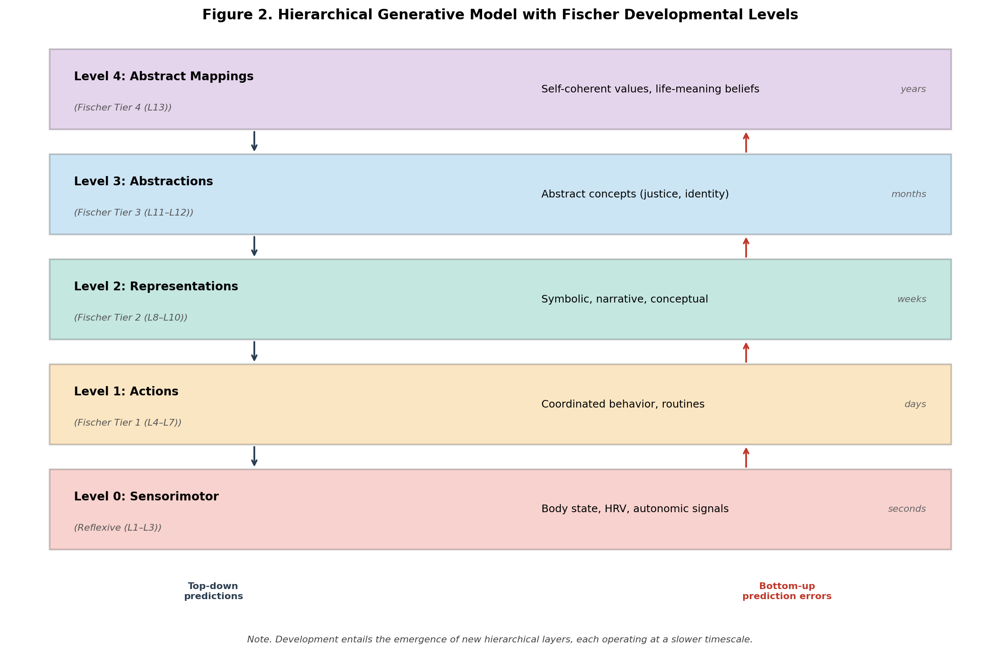 Figure 2. Hierarchical Generative Model with Fischer Developmental Levels
Level 4: Abstract Mappings
(Fischer Tier 4 (L13))
Self-coherent values, life-meaning beliefs
years
Level 3: Abstractions
(Fischer Tier 3 (L11–L12))
Abstract concepts (justice, identity)
months
Level 2: Representations
(Fischer Tier 2 (L8–L10))
Symbolic, narrative, conceptual
weeks
Level 1: Actions
(Fischer Tier 1 (L4–L7))
Coordinated behavior, routines
days
Level 0: Sensorimotor
(Reflexive (L1–L3))
Body state, HRV, autonomic signals
seconds
Top-down
predictions
Bottom-up
prediction errors
Note. Development entails the emergence of new hierarchical layers, each operating at a slower timescale.